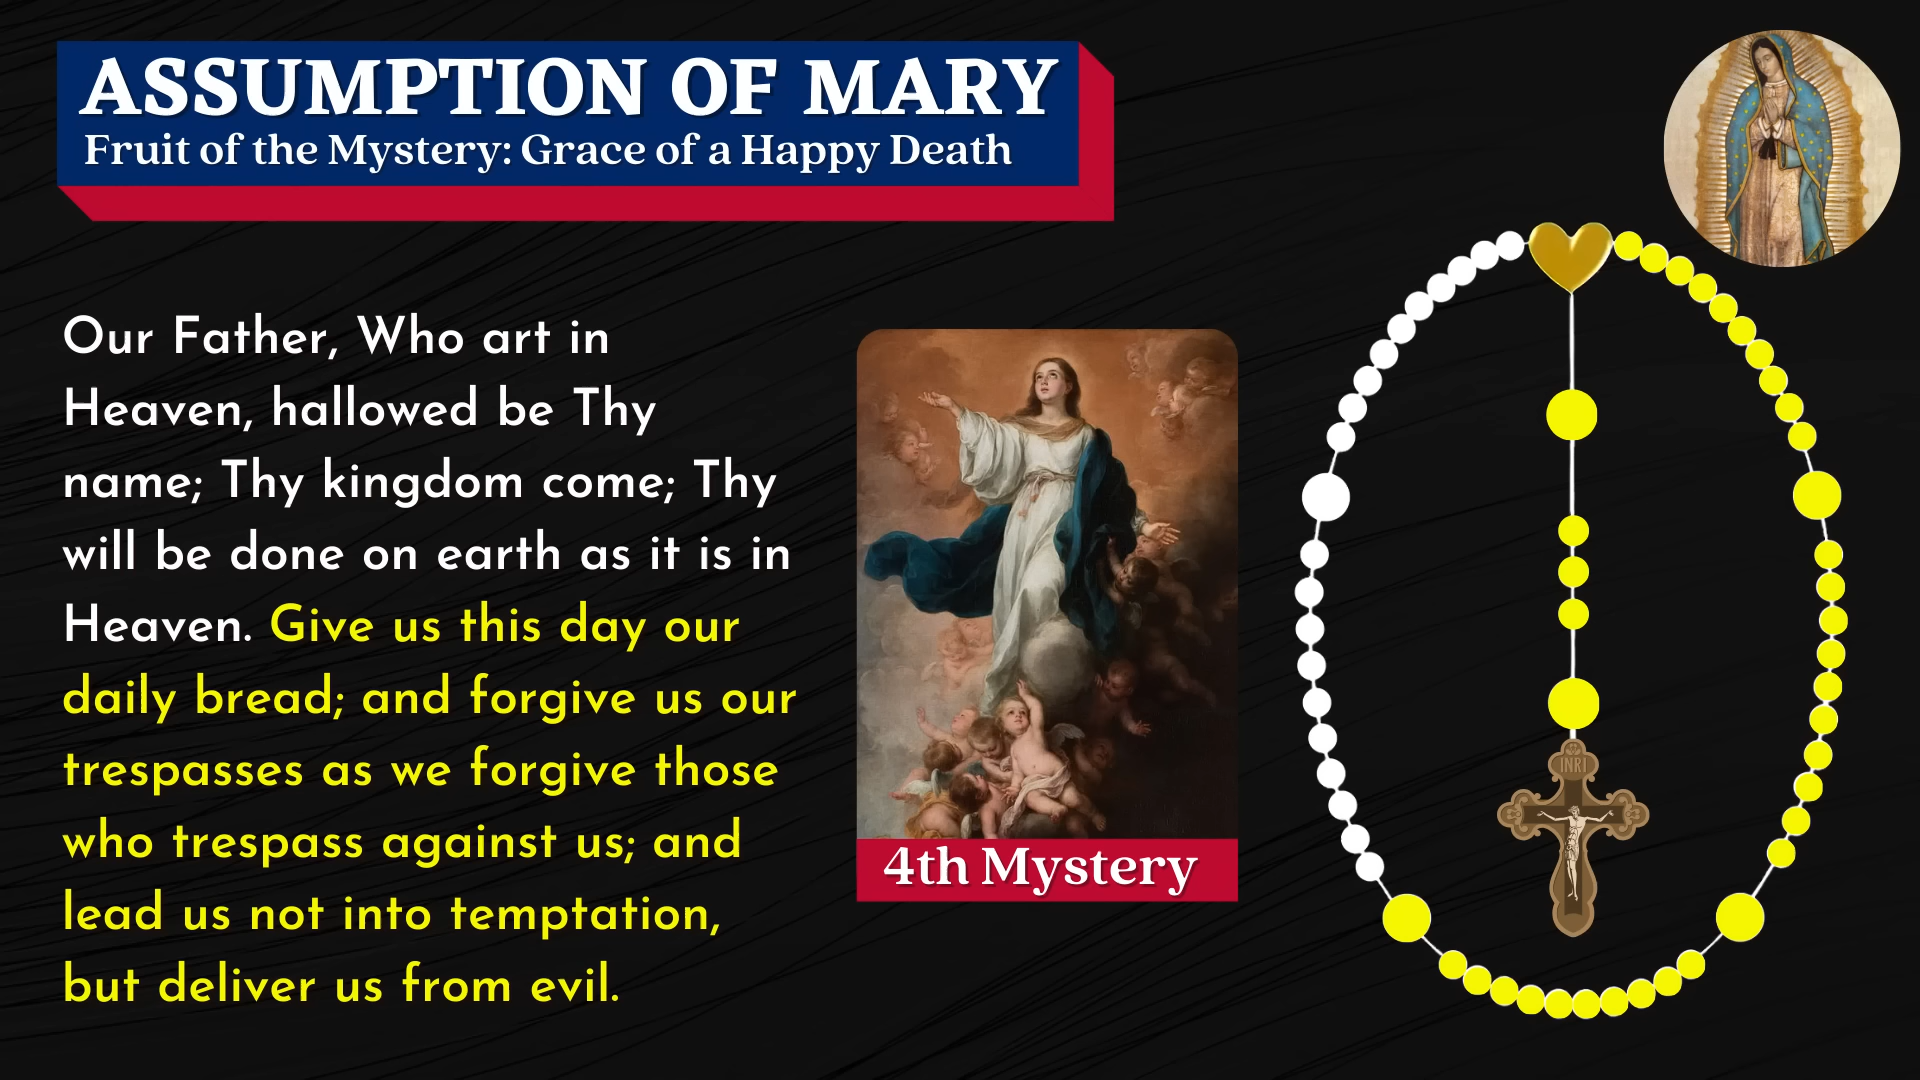 ASSUMPTION OF MARY
Fruit of the Mystery: Grace of a Happy Death
Our Father, Who art in
Heaven, hallowed be Thy
name; Thy kingdom come; Thy
will be done on earth as it is in
Heaven. Give us this day our
daily bread; and forgive us our
trespasses as we forgive those
who trespass against us; and
lead us not into temptation,
but deliver us from evil.
4th Mystery
INRI